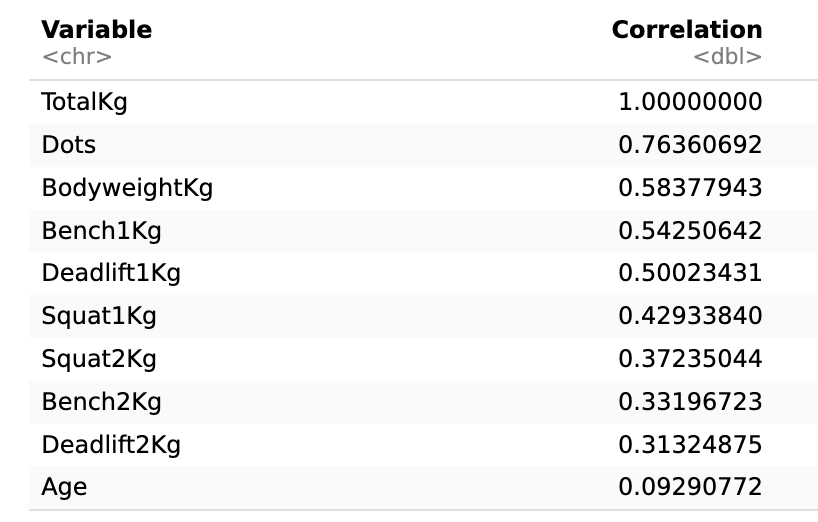 Variable Correlation
<chr> <dbl>
TotalKg 1.00000000
Dots 0.76360692
BodyweightKg 0.58377943
Bench1Kg 0.54250642
Deadlift1Kg 0.50023431
Squat1Kg 0.42933840
Squat2Kg 0.37235044
Bench2Kg 0.33196723
Deadlift2Kg 0.31324875
Age 0.09290772